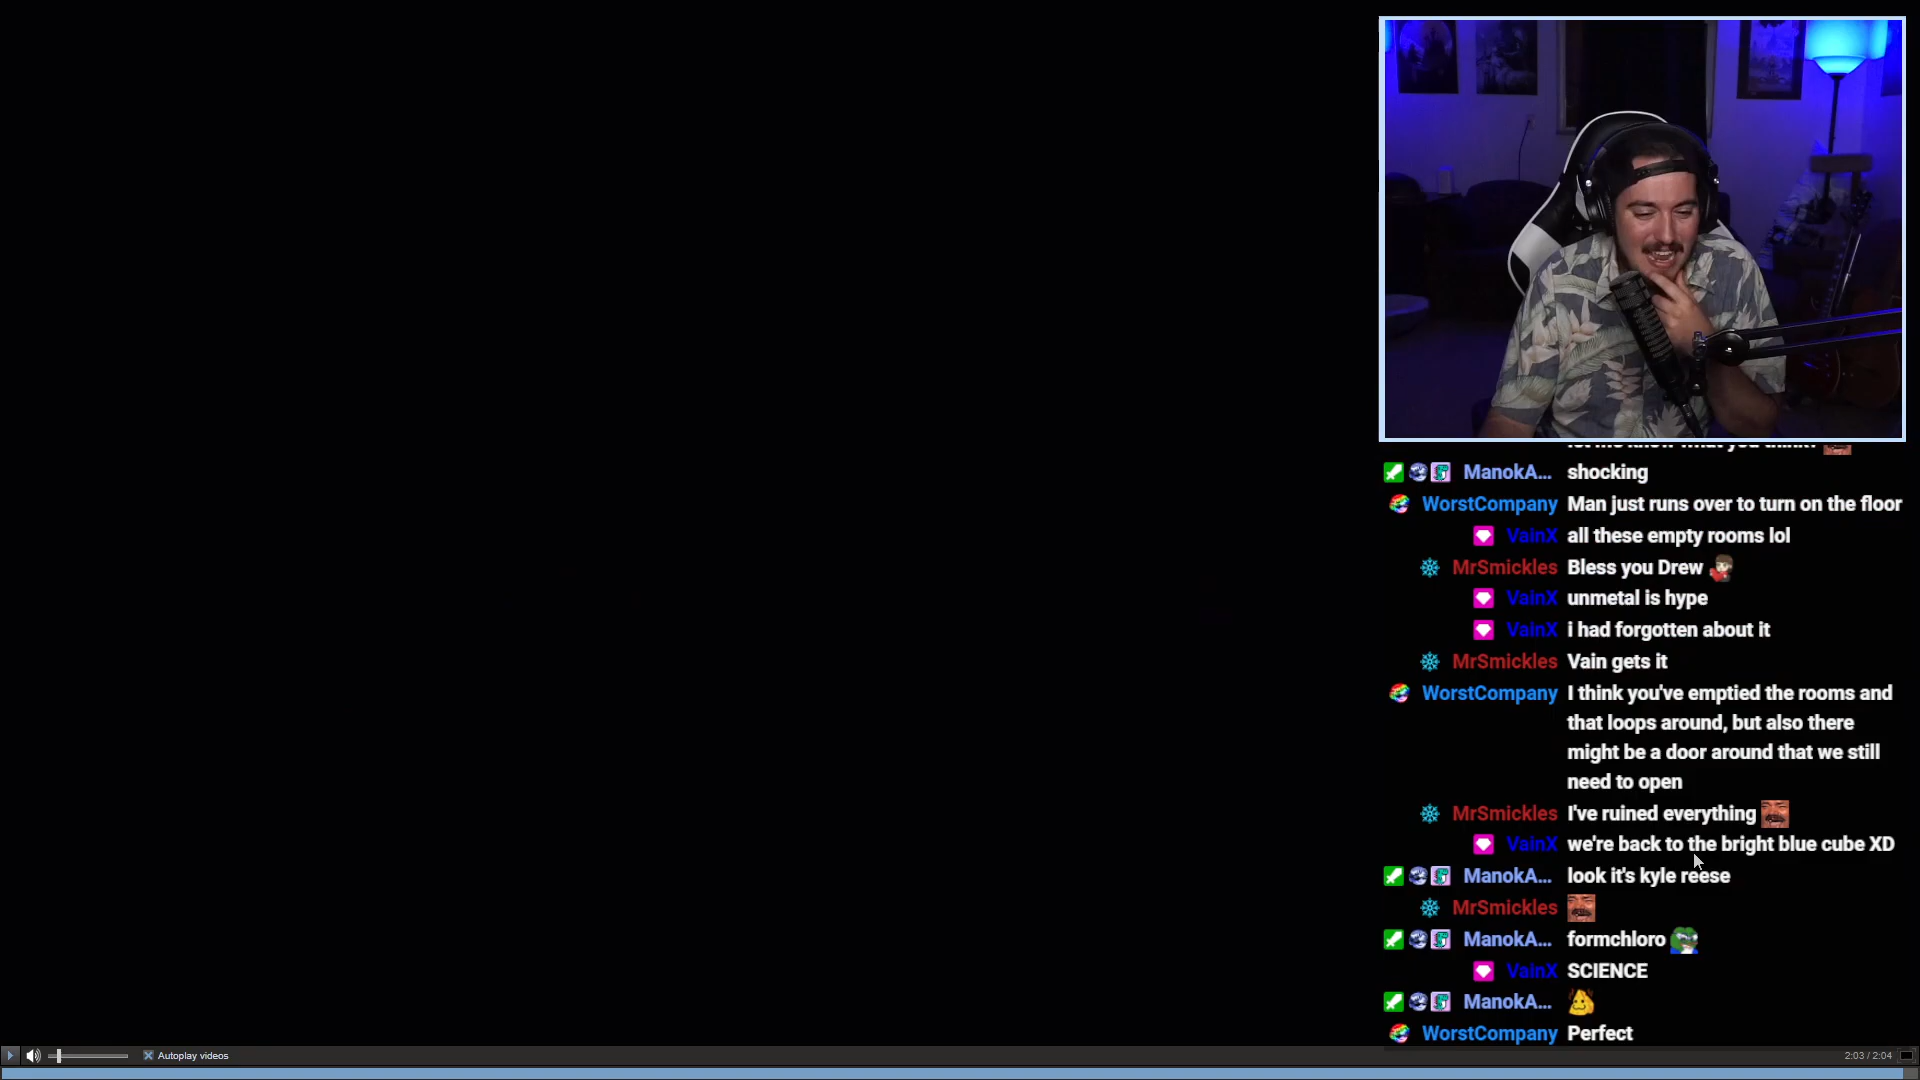 ManokA... shocking
WorstCompany Man just runs over to turn on the floor
VainX all these empty rooms lol
MrSmickles Bless you Drew
VainX unmetal is hype
VainX i had forgotten about it
MrSmickles Vain gets it
WorstCompany I think you've emptied the rooms and
that loops around, but also there
might be a door around that we still
need to open
MrSmickles I've ruined everything
VainX we're back to the bright blue cube XD
ManokA... look it's kyle reese
MrSmickles
ManokA... formchloro
VainX SCIENCE
ManokA...
WorstCompany Perfect
Autoplay videos 2:03 / 2:04